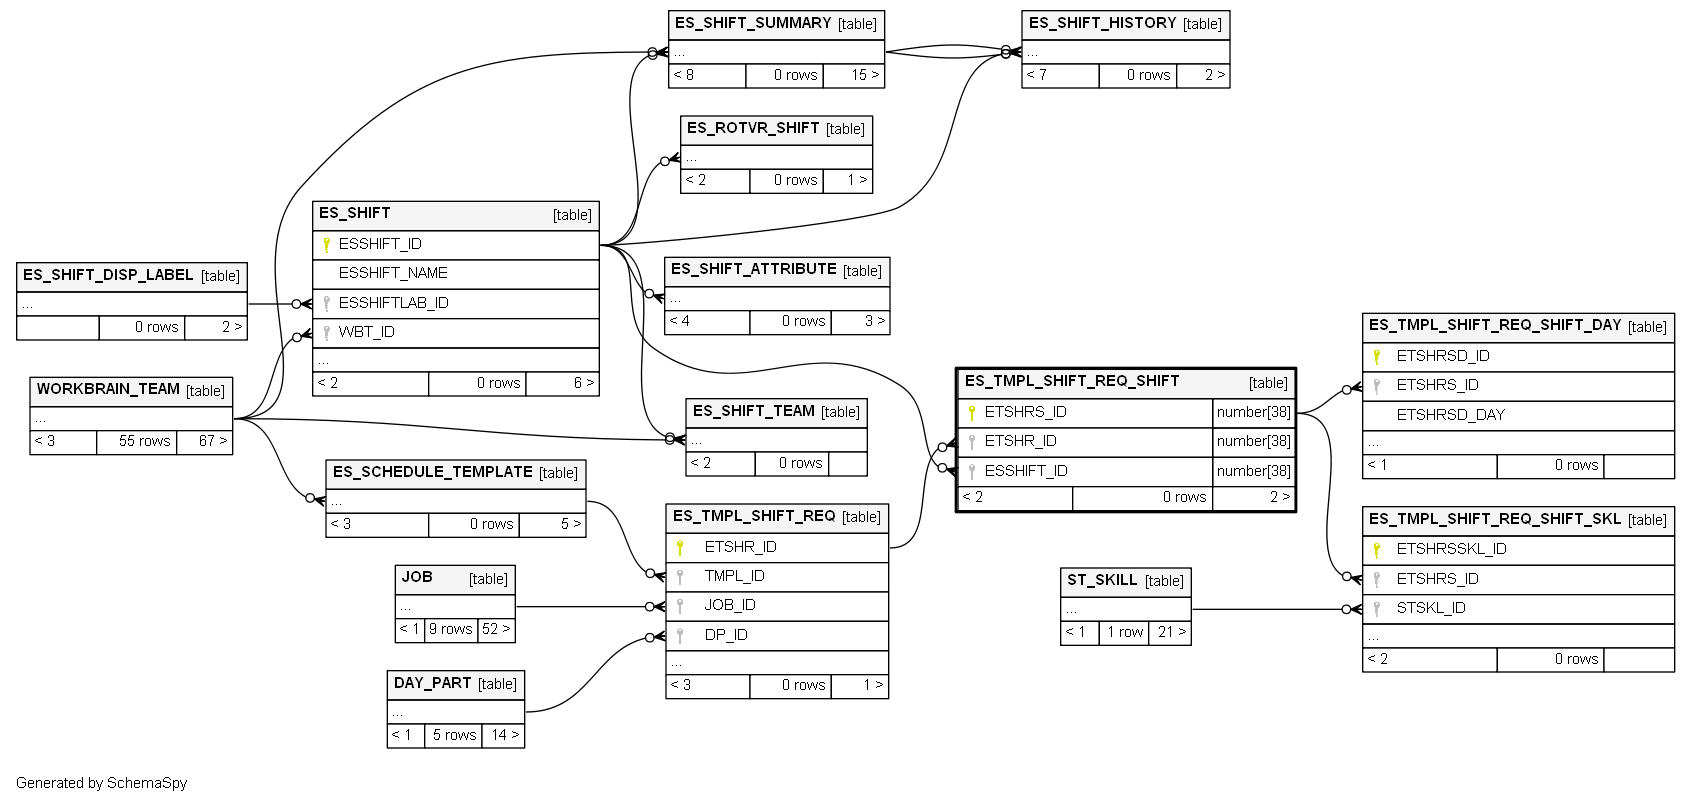 ES_SHIFT_SUMMARY [table]
...
< 8 0 rows 15 >
ES_SHIFT_HISTORY [table]
...
< 7 0 rows 2 >
ES_ROTVR_SHIFT [table]
...
< 2 0 rows 1 >
ES_SHIFT [table]
ESSHIFT_ID
ESSHIFT_NAME
ESSHIFTLAB_ID
WBT_ID
...
< 2 0 rows 6 >
ES_SHIFT_DISP_LABEL [table]
...
0 rows 2 >
ES_SHIFT_ATTRIBUTE [table]
...
< 4 0 rows 3 >
WORKBRAIN_TEAM [table]
...
< 3 55 rows 67 >
ES_SHIFT_TEAM [table]
...
< 2 0 rows
ES_SCHEDULE_TEMPLATE [table]
...
< 3 0 rows 5 >
ES_TMPL_SHIFT_REQ_SHIFT [table]
ETSHRS_ID number[38]
ETSHR_ID number[38]
ESSHIFT_ID number[38]
< 2 0 rows 2 >
ES_TMPL_SHIFT_REQ_SHIFT_DAY [table]
ETSHRSD_ID
ETSHRS_ID
ETSHRSD_DAY
...
< 1 0 rows
ES_TMPL_SHIFT_REQ [table]
ETSHR_ID
TMPL_ID
JOB_ID
DP_ID
...
< 3 0 rows 1 >
JOB [table]
...
< 1 9 rows 52 >
DAY_PART [table]
...
< 1 5 rows 14 >
ST_SKILL [table]
...
< 1 1 row 21 >
ES_TMPL_SHIFT_REQ_SHIFT_SKL [table]
ETSHRSSKL_ID
ETSHRS_ID
STSKL_ID
...
< 2 0 rows
Generated by SchemaSpy